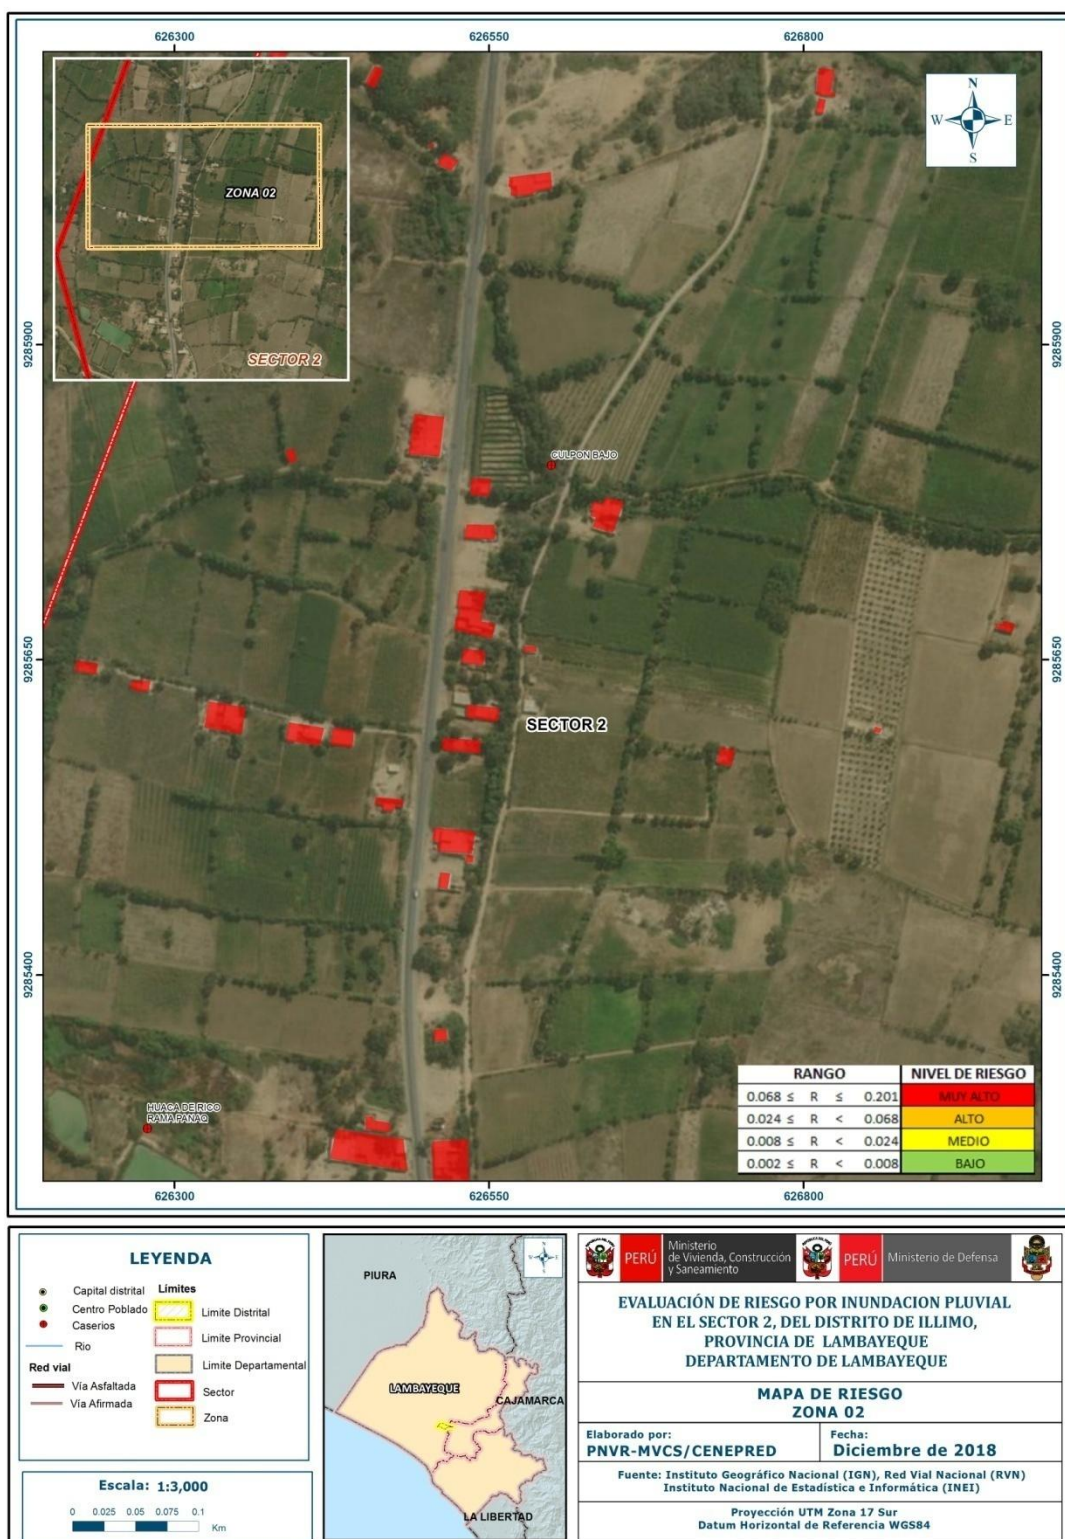 626300
626550
626800
N
W
E
S
ZONA 02
SECTOR 2
9285900
9285900
CULPON BAJO
9285650
9285650
SECTOR 2
9285400
9285400
HUACA DE RICO
RAMA PANAQ
RANGO NIVEL DE RIESGO
0.068 ≤ R ≤ 0.201 MUY ALTO
0.024 ≤ R < 0.068 ALTO
0.008 ≤ R < 0.024 MEDIO
0.002 ≤ R < 0.008 BAJO
626300
626550
626800
LEYENDA
Capital distrital
Centro Poblado
Caserios
Rio
Red vial
Vía Asfaltada
Vía Afirmada
Límites
Limite Distrital
Limite Provincial
Limite Departamental
Sector
Zona
Escala: 1:3,000
0 0.025 0.05 0.075 0.1
Km
PIURA
LAMBAYEQUE
CAJAMARCA
LA LIBERTAD
PERÚ
Ministerio
de Vivienda, Construcción
y Saneamiento
PERÚ
Ministerio de Defensa
EVALUACIÓN DE RIESGO POR INUNDACION PLUVIAL
EN EL SECTOR 2, DEL DISTRITO DE ILLIMO,
PROVINCIA DE LAMBAYEQUE
DEPARTAMENTO DE LAMBAYEQUE
MAPA DE RIESGO
ZONA 02
Elaborado por:
PNVR-MVCS/CENEPRED
Fecha:
Diciembre de 2018
Fuente: Instituto Geográfico Nacional (IGN), Red Vial Nacional (RVN)
Instituto Nacional de Estadística e Informática (INEI)
Proyección UTM Zona 17 Sur
Datum Horizontal de Referencia WGS84